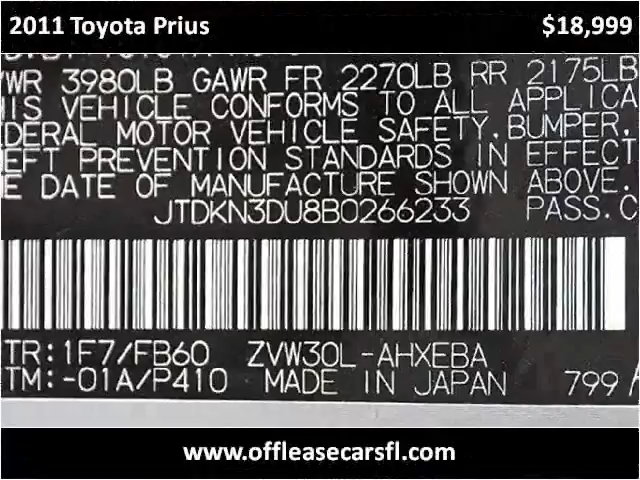 2011 Toyota Prius $18,999
VWR 3980LB GAWR FR 2270LB RR 2175LB
HIS VEHICLE CONFORMS TO ALL APPLICA
DERAL MOTOR VEHICLE SAFETY, BUMPER,
EFT PREVENTION STANDARDS IN EFFECT
E DATE OF MANUFACTURE SHOWN ABOVE.
JTDKN3DU8B0266233 PASS.C
TR: 1F7/FB60 ZVW30L-AHXEBA
TM:-01A/P410 MADE IN JAPAN 799 A
www.offleasecarsfl.com